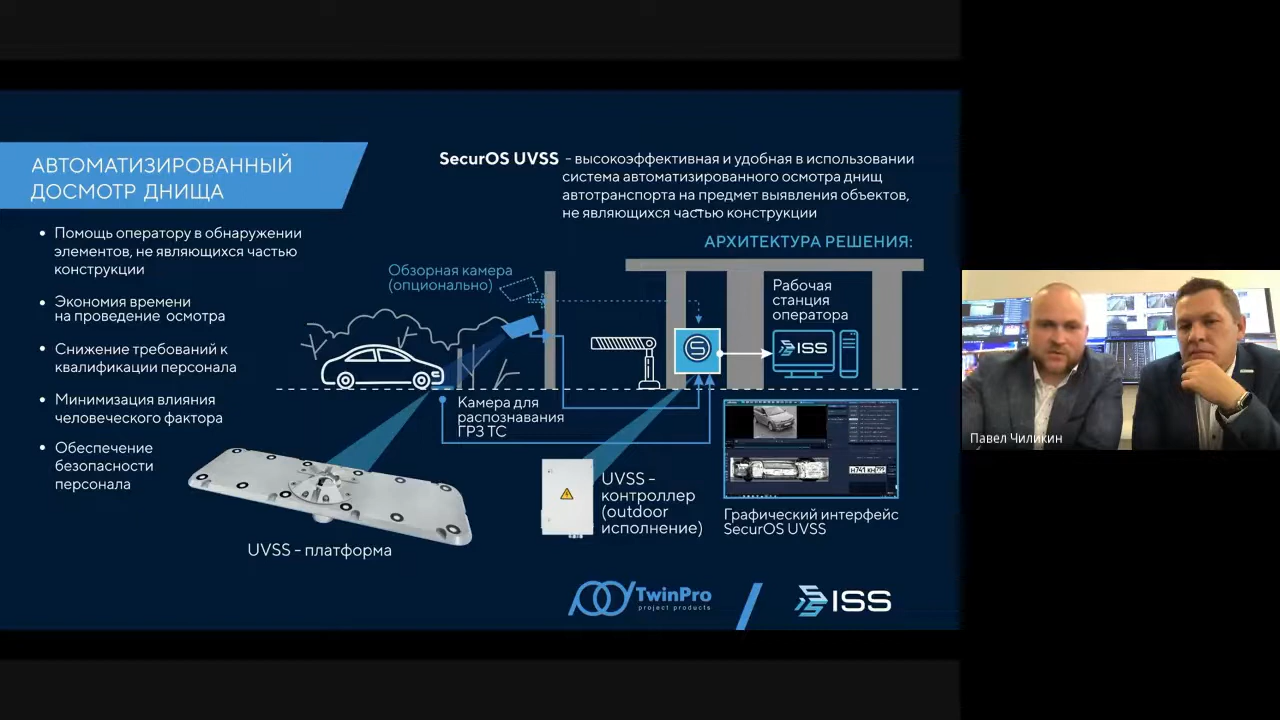 АВТОМАТИЗИРОВАННЫЙ
ДОСМОТР ДНИЩА
• Помощь оператору в обнаружении
элементов, не являющихся частью
конструкции
• Экономия времени
на проведение осмотра
• Снижение требований к
квалификации персонала
• Минимизация влияния
человеческого фактора
• Обеспечение
безопасности
персонала
SecurOS UVSS - высокоэффективная и удобная в использовании
система автоматизированного осмотра днищ
автотранспорта на предмет выявления объектов,
не являющихся частью конструкции
АРХИТЕКТУРА РЕШЕНИЯ:
Обзорная камера
(опционально)
Рабочая
станция
оператора
ISS
Камера для
распознавания
ГРЗ ТС
UVSS - платформа
UVSS -
контроллер
(outdoor
исполнение)
Н741 КН799
Графический интерфейс
SecurOS UVSS
TwinPro
project products
ISS
Павел Чиликин